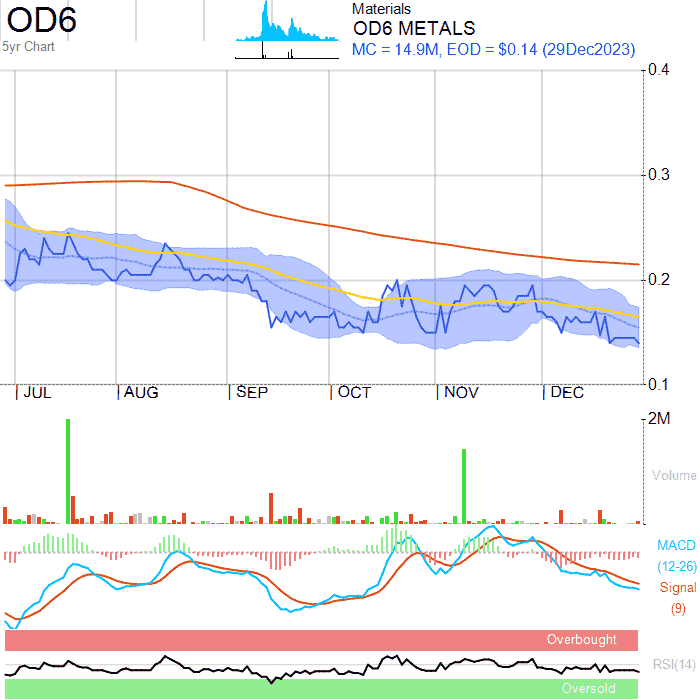 OD6
5yr Chart
Materials
OD6 METALS
MC = 14.9M, EOD = $0.14 (29Dec2023)
0.4
0.3
0.2
0.1
JUL
AUG
SEP
OCT
NOV
DEC
2M
Volume
MACD
(12-26)
Signal
(9)
Overbought
RSI(14)
Oversold